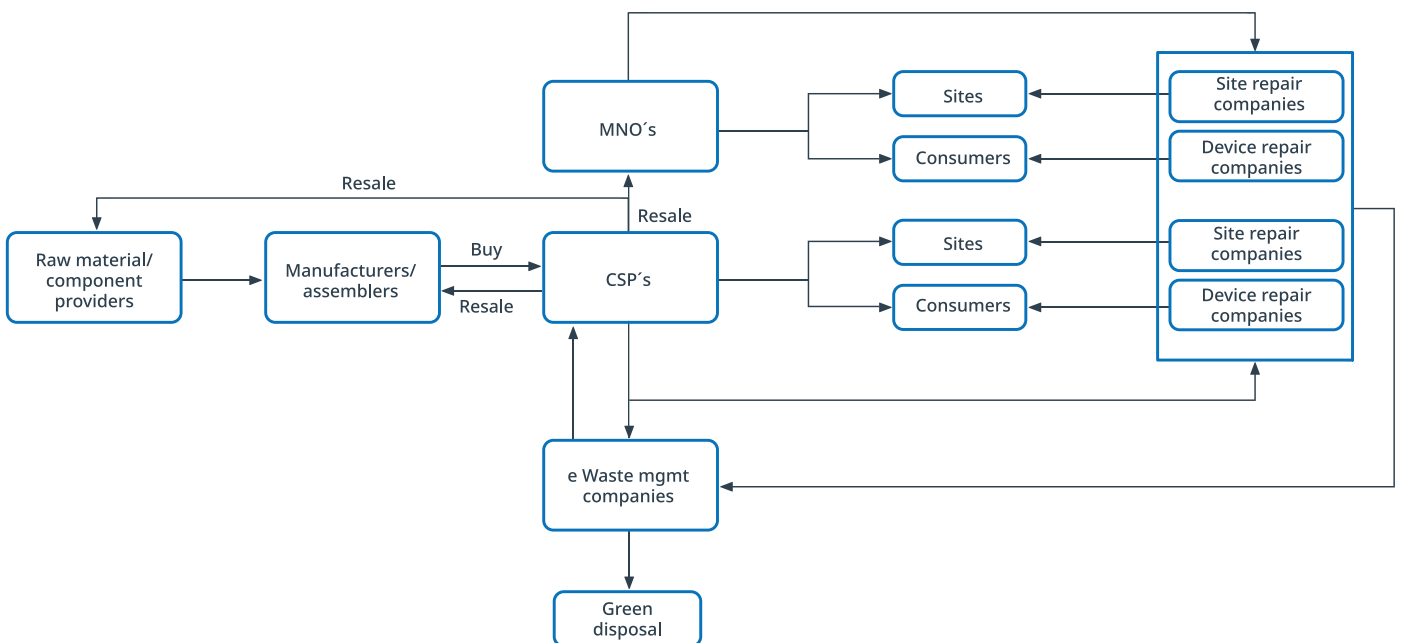 MNO´s
Sites
Consumers
Site repair
companies
Device repair
companies
Resale
Resale
Raw material/
component
providers
Manufacturers/
assemblers
Buy
Resale
CSP´s
Sites
Consumers
Site repair
companies
Device repair
companies
e Waste mgmt
companies
Green
disposal